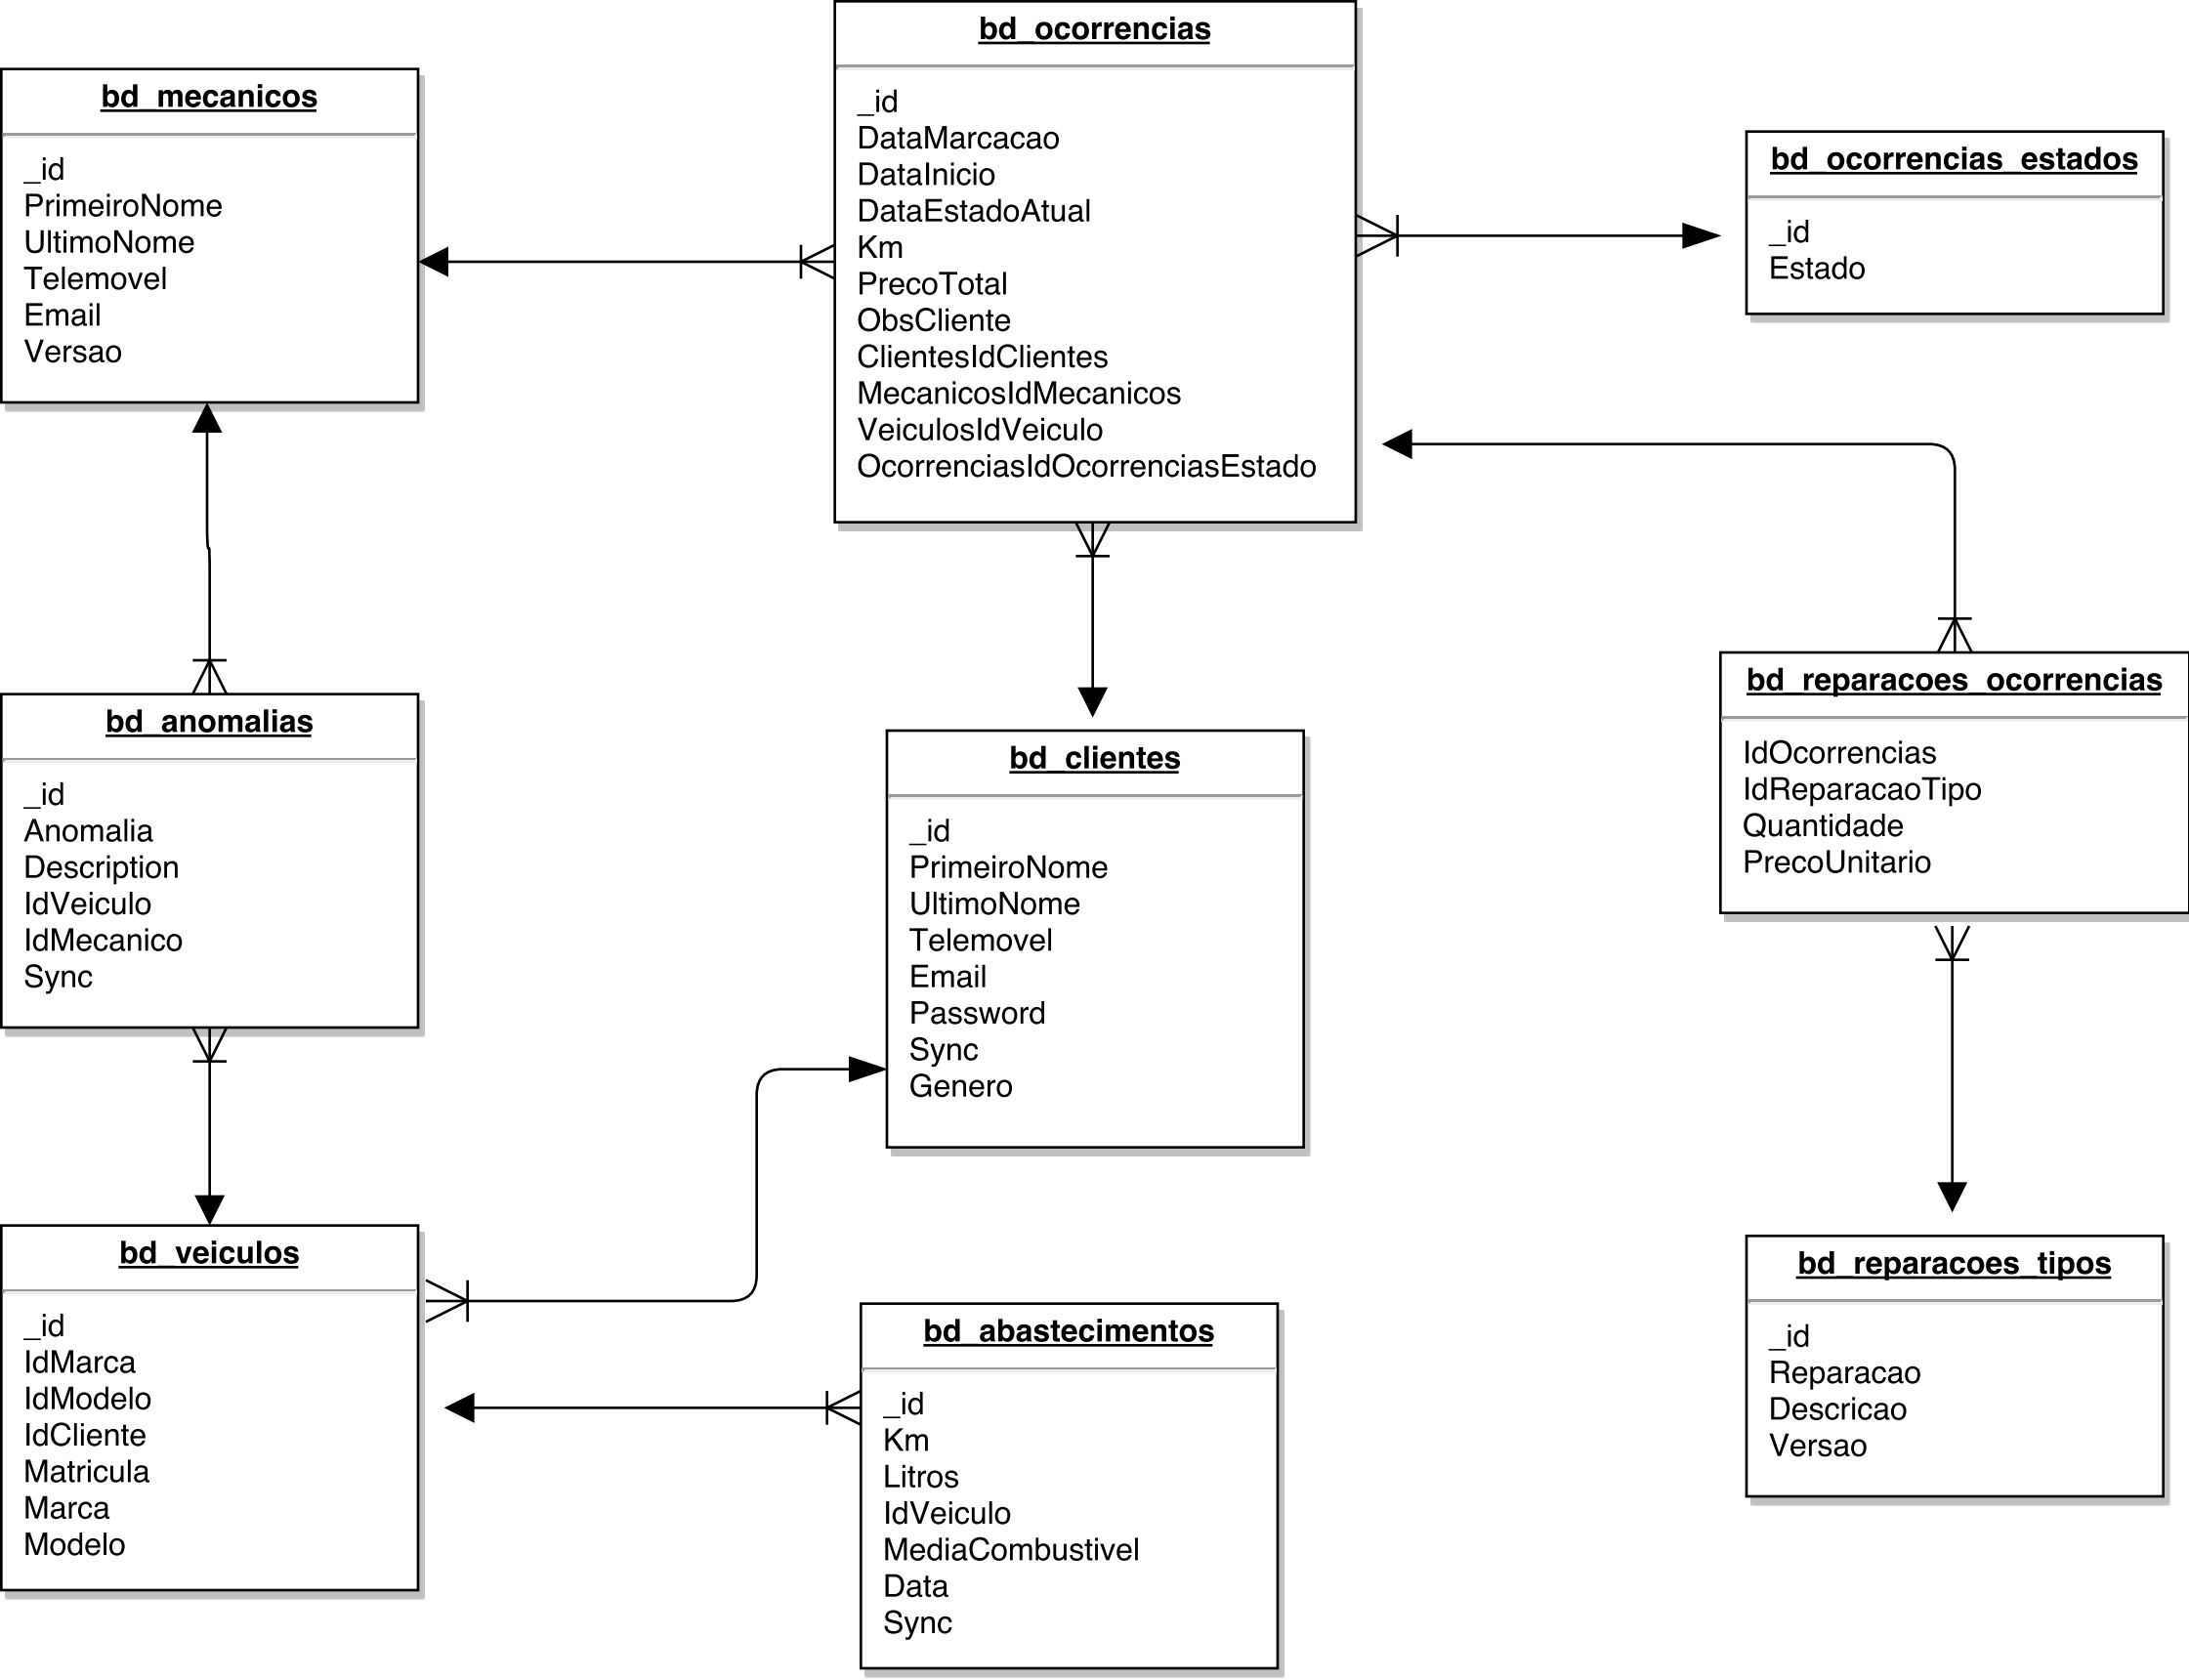 bd_ocorrencias
_id
DataMarcacao
DataInicio
DataEstadoAtual
Km
PrecoTotal
ObsCliente
ClientesIdClientes
MecanicosIdMecanicos
VeiculosIdVeiculo
OcorrenciasIdOcorrenciasEstado
bd_mecanicos
_id
PrimeiroNome
UltimoNome
Telemovel
Email
Versao
bd_ocorrencias_estados
_id
Estado
bd_anomalias
_id
Anomalia
Description
IdVeiculo
IdMecanico
Sync
bd_clientes
_id
PrimeiroNome
UltimoNome
Telemovel
Email
Password
Sync
Genero
bd_reparacoes_ocorrencias
IdOcorrencias
IdReparacaoTipo
Quantidade
PrecoUnitario
bd_veiculos
_id
IdMarca
IdModelo
IdCliente
Matricula
Marca
Modelo
bd_abastecimentos
_id
Km
Litros
IdVeiculo
MediaCombustivel
Data
Sync
bd_reparacoes_tipos
_id
Reparacao
Descricao
Versao